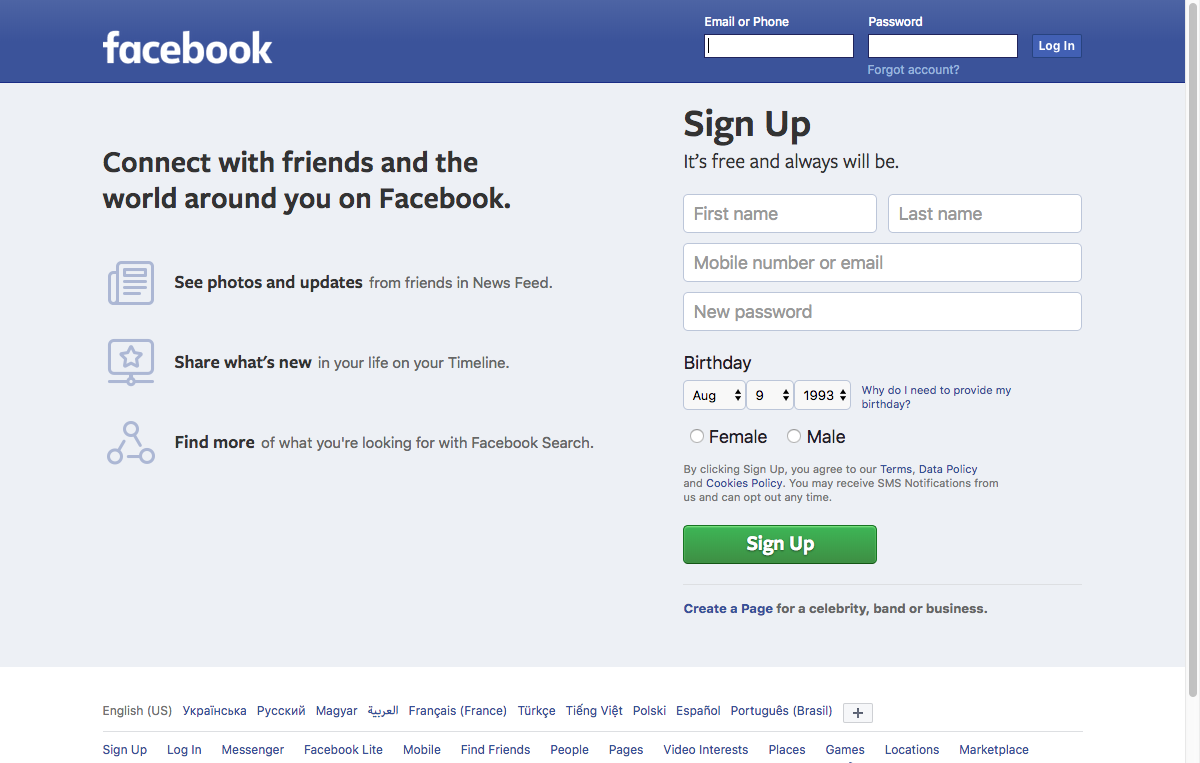 facebook
Email or Phone
Password
Log In
Forgot account?
Connect with friends and the
world around you on Facebook.
See photos and updates from friends in News Feed.
Share what's new in your life on your Timeline.
Find more of what you're looking for with Facebook Search.
Sign Up
It's free and always will be.
First name
Last name
Mobile number or email
New password
Birthday
Aug 9 1993
Why do I need to provide my
birthday?
Female Male
By clicking Sign Up, you agree to our Terms, Data Policy
and Cookies Policy. You may receive SMS Notifications from
us and can opt out any time.
Sign Up
Create a Page for a celebrity, band or business.
English (US) Українська Русский Magyar العربية Français (France) Türkçe Tiếng Việt Polski Español Português (Brasil) +
Sign Up Log In Messenger Facebook Lite Mobile Find Friends People Pages Video Interests Places Games Locations Marketplace